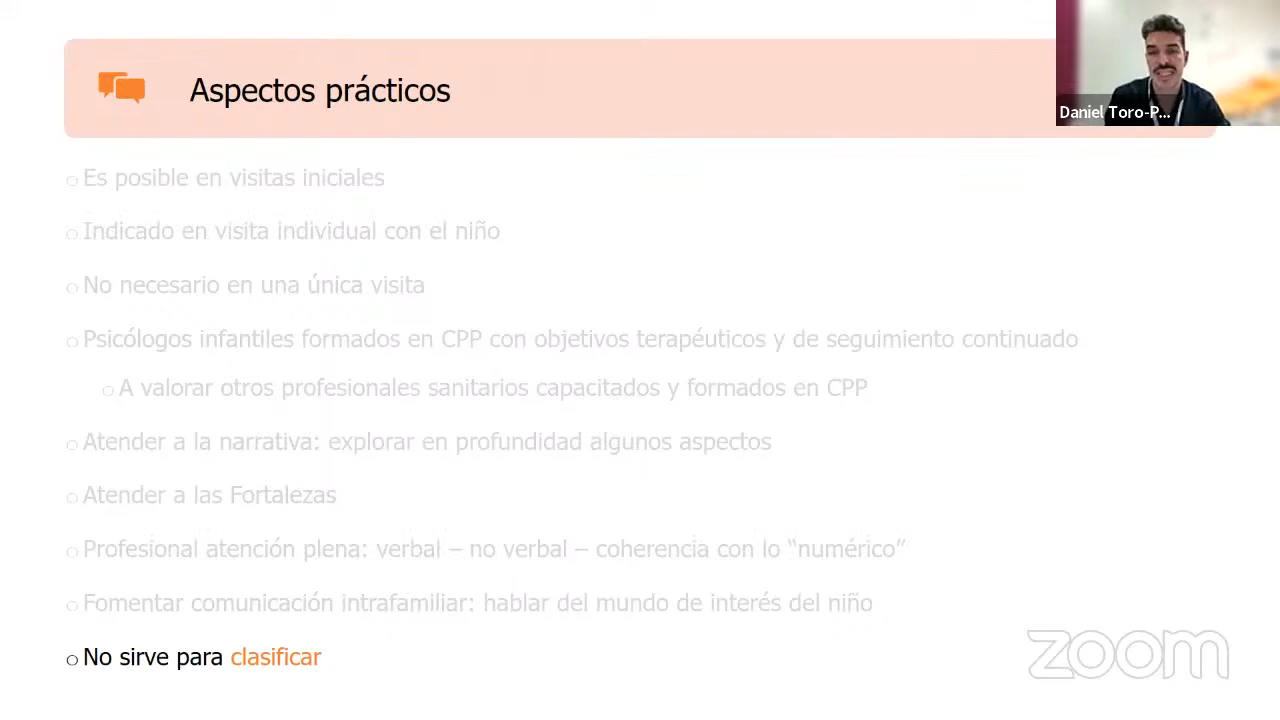 Aspectos prácticos
Daniel Toro-P...
Es posible en visitas iniciales
Indicado en visita individual con el niño
No necesario en una única visita
Psicólogos infantiles formados en CPP con objetivos terapéuticos y de seguimiento continuado
A valorar otros profesionales sanitarios capacitados y formados en CPP
Atender a la narrativa: explorar en profundidad algunos aspectos
Atender a las Fortalezas
Profesional atención plena: verbal – no verbal – coherencia con lo “numérico”
Fomentar comunicación intrafamiliar: hablar del mundo de interés del niño
No sirve para clasificar
zoom